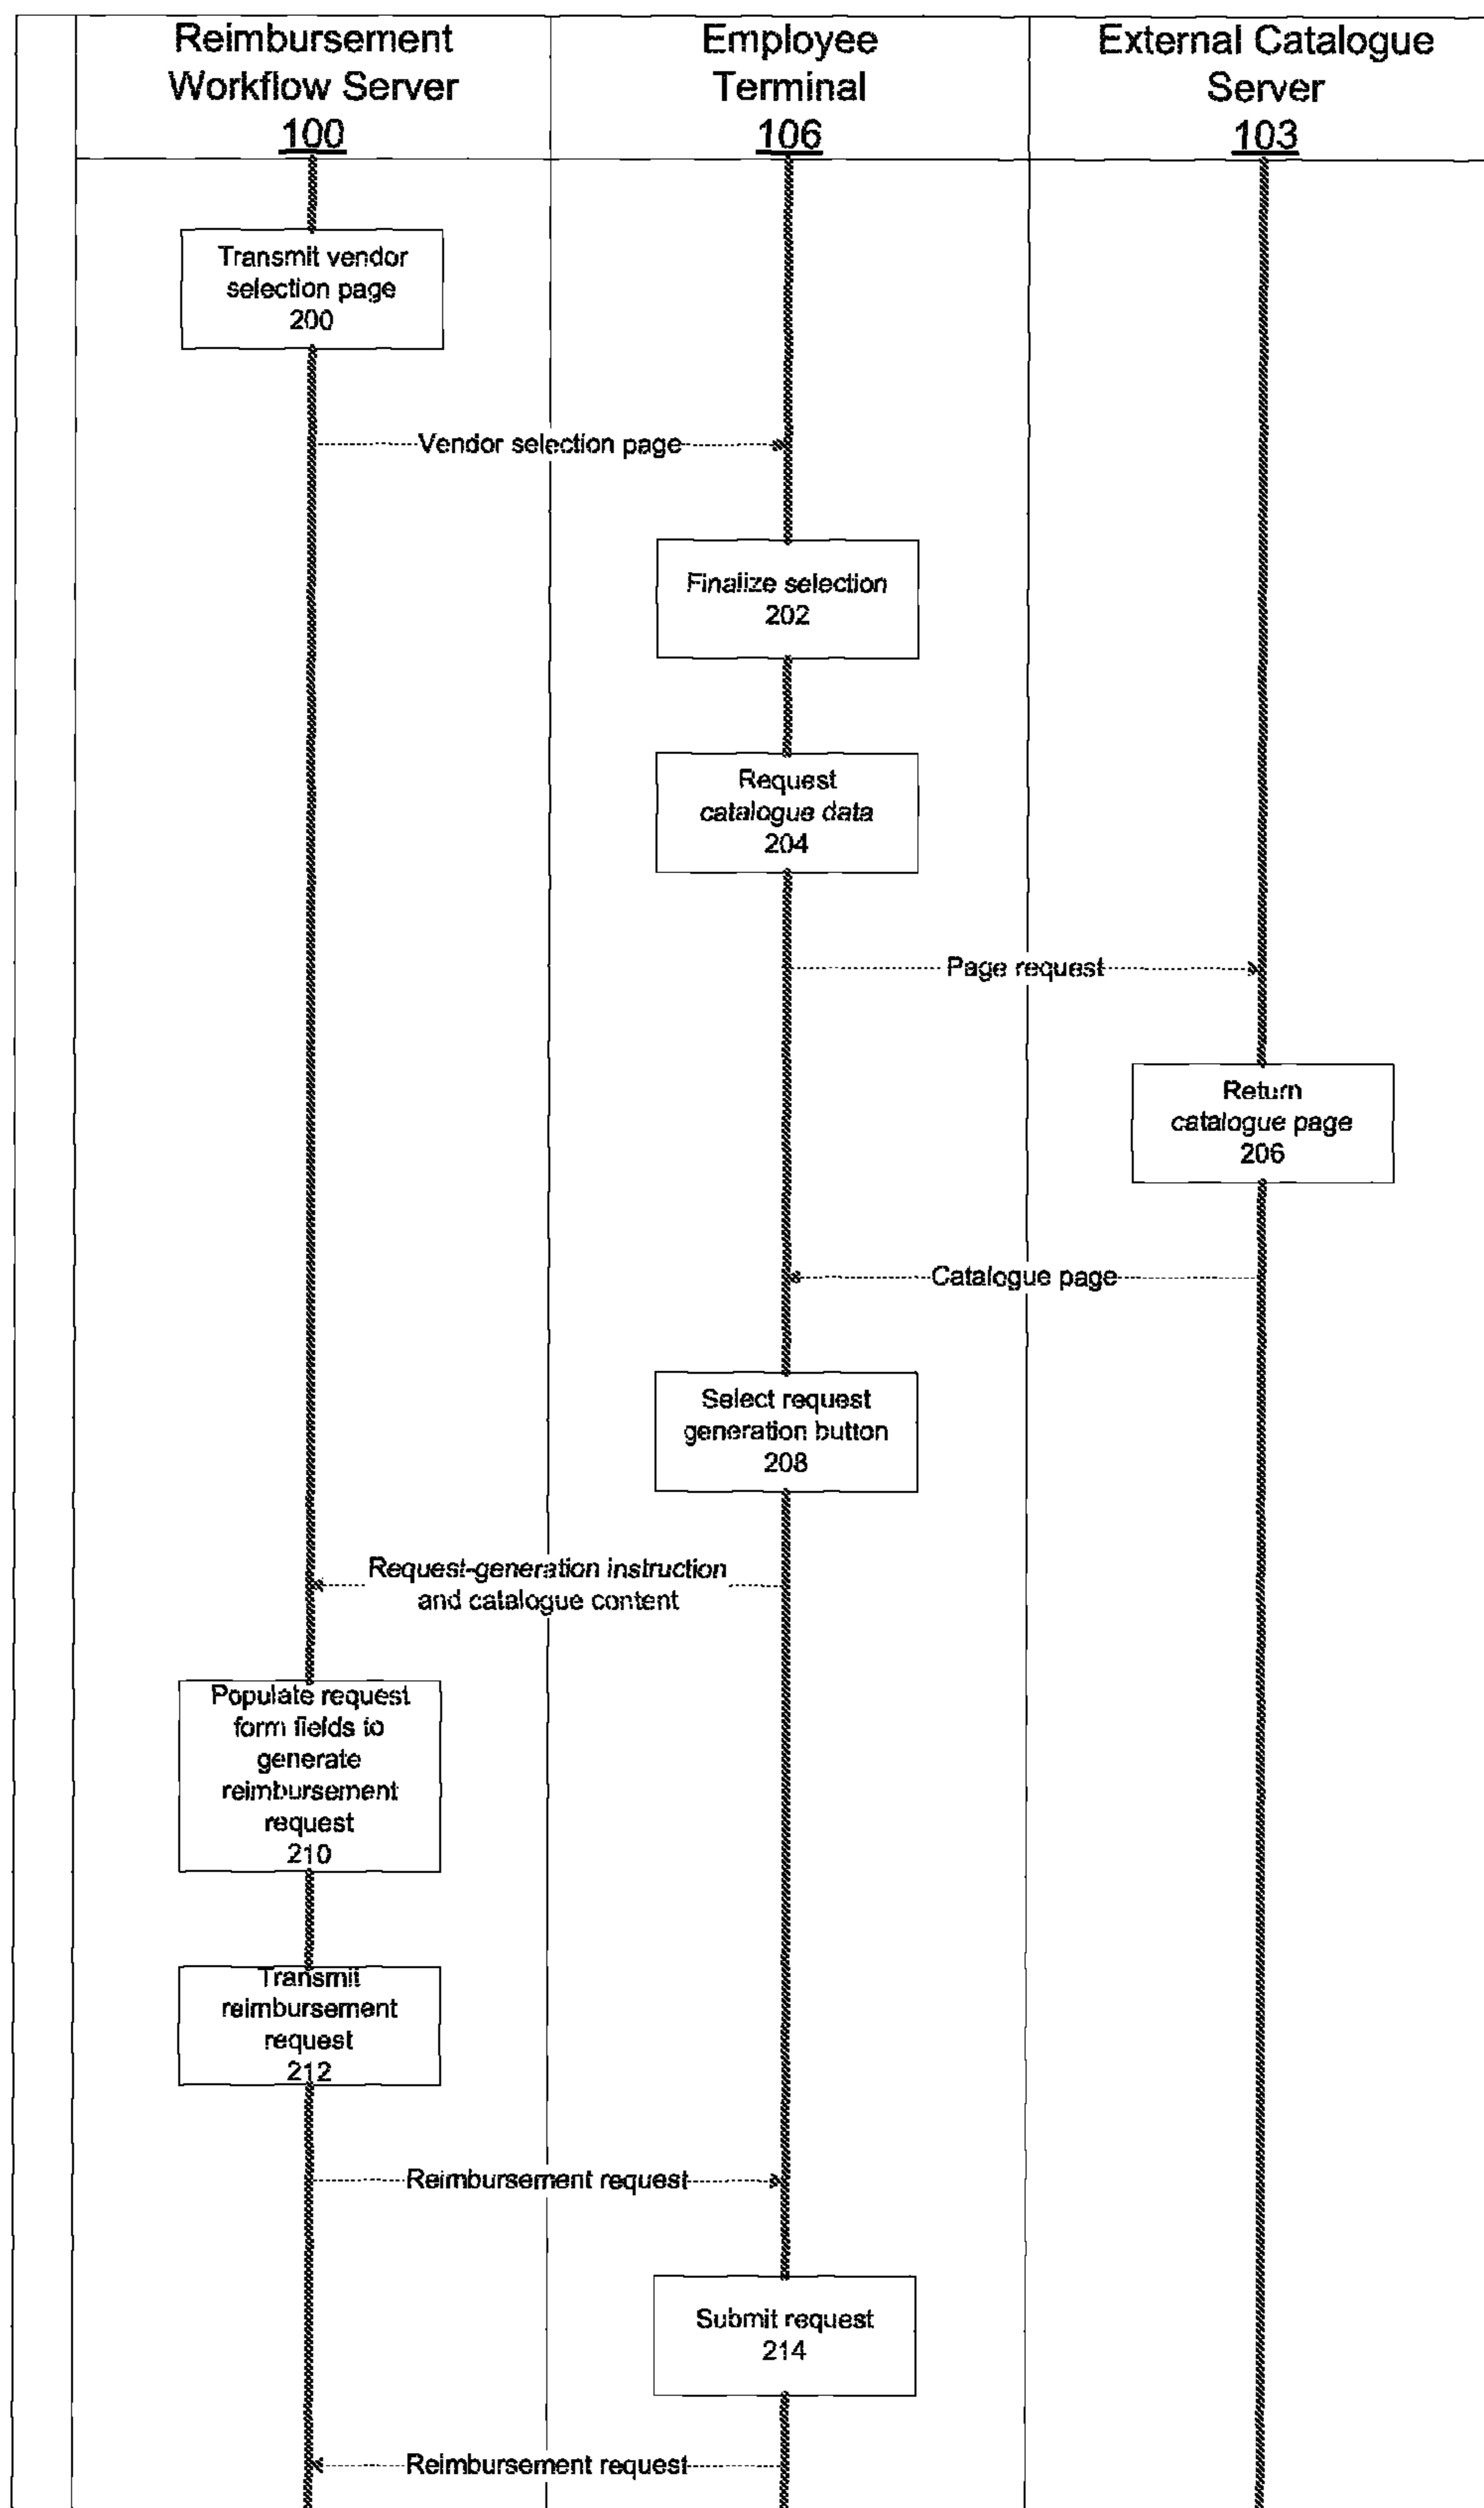 Reimbursement
Workflow Server
100
Employee
Terminal
106
External Catalogue
Server
103
Transmit vendor
selection page
200
Vendor selection page
Finalize selection
202
Request
catalogue data
204
Page request
Return
catalogue page
206
Catalogue page
Select request
generation button
208
Request-generation instruction
and catalogue content
Populate request
form fields to
generate
reimbursement
request
210
Transmit
reimbursement
request
212
Reimbursement request
Submit request
214
Reimbursement request